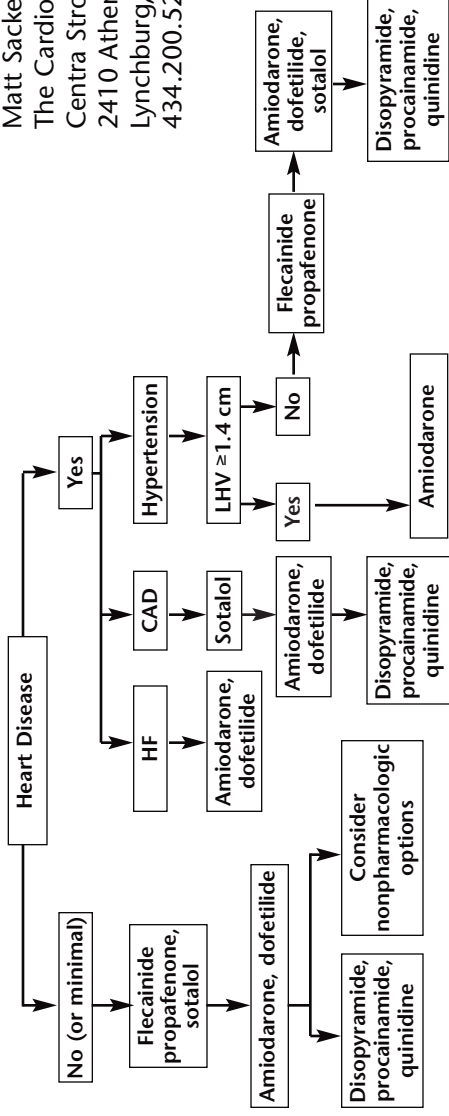 Matt Sacke
The Cardio
Centra Stro
2410 Ather
Lynchburg,
434.200.52
Heart Disease
No (or minimal)
Flecainide
propafenone,
sotalol
Amiodarone, dofetilide
Disopyramide,
procainamide,
quinidine
Consider
nonpharmacologic
options
Yes
HF
Amiodarone,
dofetilide
CAD
Sotalol
Amiodarone,
dofetilide
Disopyramide,
procainamide,
quinidine
Hypertension
LHV ≥1.4 cm
Yes
Amiodarone
No
Flecainide
propafenone
Amiodarone,
dofetilide,
sotalol
Disopyramide,
procainamide,
quinidine